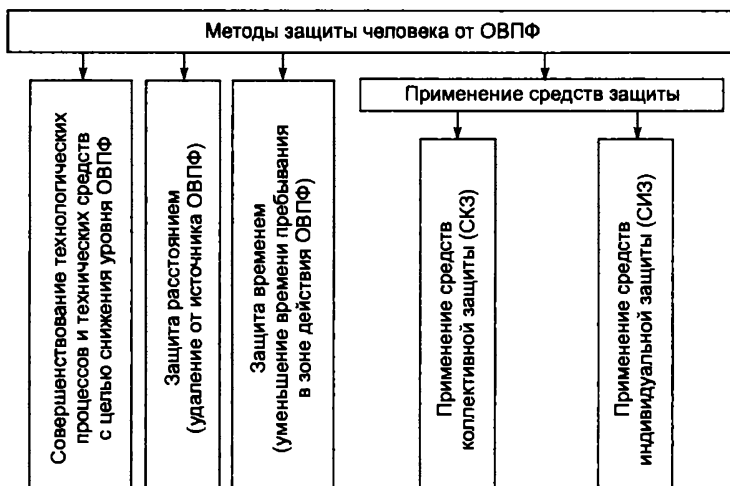 Методы защиты человека от ОВПФ
Применение средств защиты
Совершенствование технологических
процессов и технических средств
с целью снижения уровня ОВПФ
Защита расстоянием
(удаление от источника ОВПФ)
Защита временем
(уменьшение времени пребывания
в зоне действия ОВПФ)
Применение средств
коллективной защиты (СКЗ)
Применение средств
индивидуальной защиты (СИЗ)